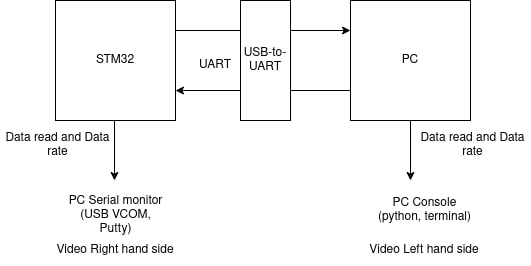 STM32
UART
USB-to-
UART
PC
Data read and Data
rate
Data read and Data
rate
PC Serial monitor
(USB VCOM,
Putty)
PC Console
(python, terminal)
Video Right hand side
Video Left hand side